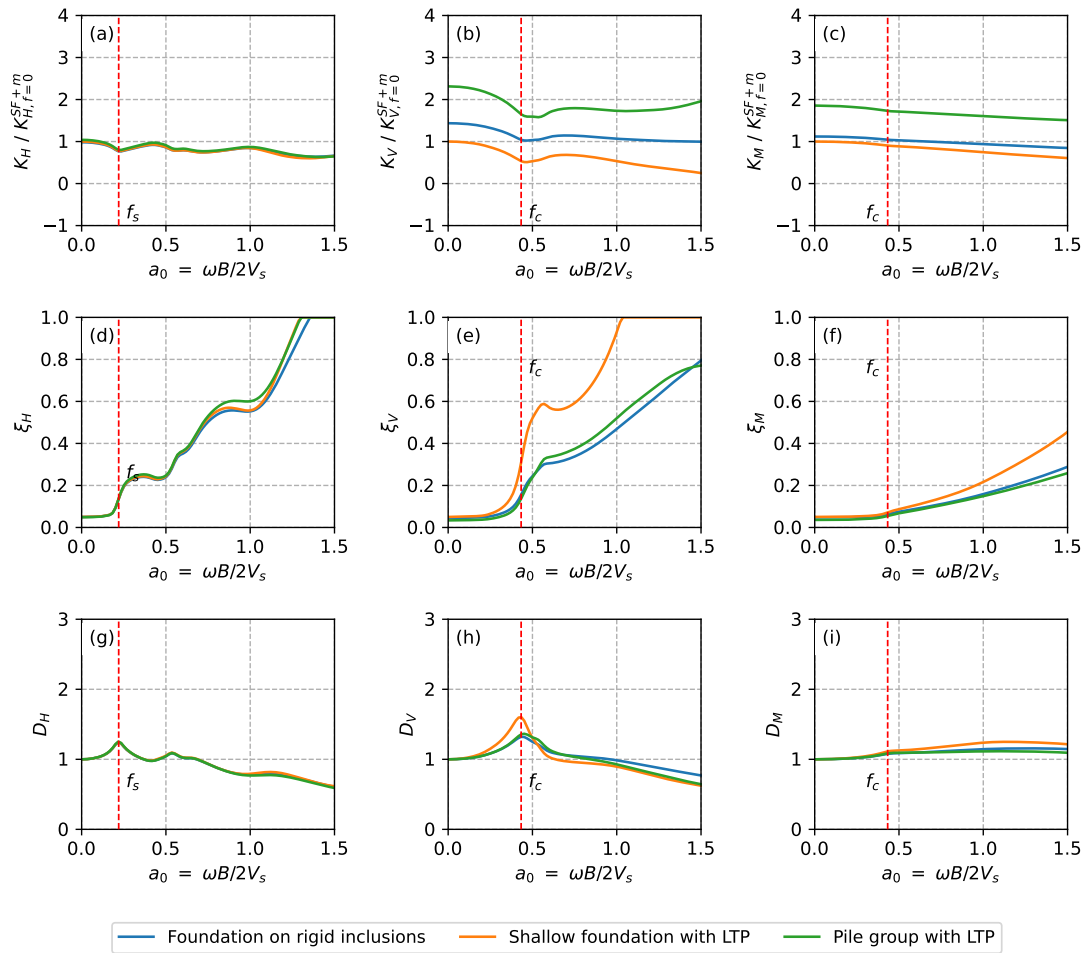 (a)
4
3
2
1
0
−1
K_H / K_{H,f=0}^{SF+m}
f_s
0.0 0.5 1.0 1.5
a_0 = ωB/2V_s
(b)
4
3
2
1
0
−1
K_V / K_{V,f=0}^{SF+m}
f_c
0.0 0.5 1.0 1.5
a_0 = ωB/2V_s
(c)
4
3
2
1
0
−1
K_M / K_{M,f=0}^{SF+m}
f_c
0.0 0.5 1.0 1.5
a_0 = ωB/2V_s
(d)
1.0
0.8
0.6
0.4
0.2
0.0
ξ_H
f_s
0.0 0.5 1.0 1.5
a_0 = ωB/2V_s
(e)
1.0
0.8
0.6
0.4
0.2
0.0
ξ_V
f_c
0.0 0.5 1.0 1.5
a_0 = ωB/2V_s
(f)
1.0
0.8
0.6
0.4
0.2
0.0
ξ_M
f_c
0.0 0.5 1.0 1.5
a_0 = ωB/2V_s
(g)
3
2
1
0
D_H
f_s
0.0 0.5 1.0 1.5
a_0 = ωB/2V_s
(h)
3
2
1
0
D_V
f_c
0.0 0.5 1.0 1.5
a_0 = ωB/2V_s
(i)
3
2
1
0
D_M
f_c
0.0 0.5 1.0 1.5
a_0 = ωB/2V_s
Foundation on rigid inclusions Shallow foundation with LTP Pile group with LTP